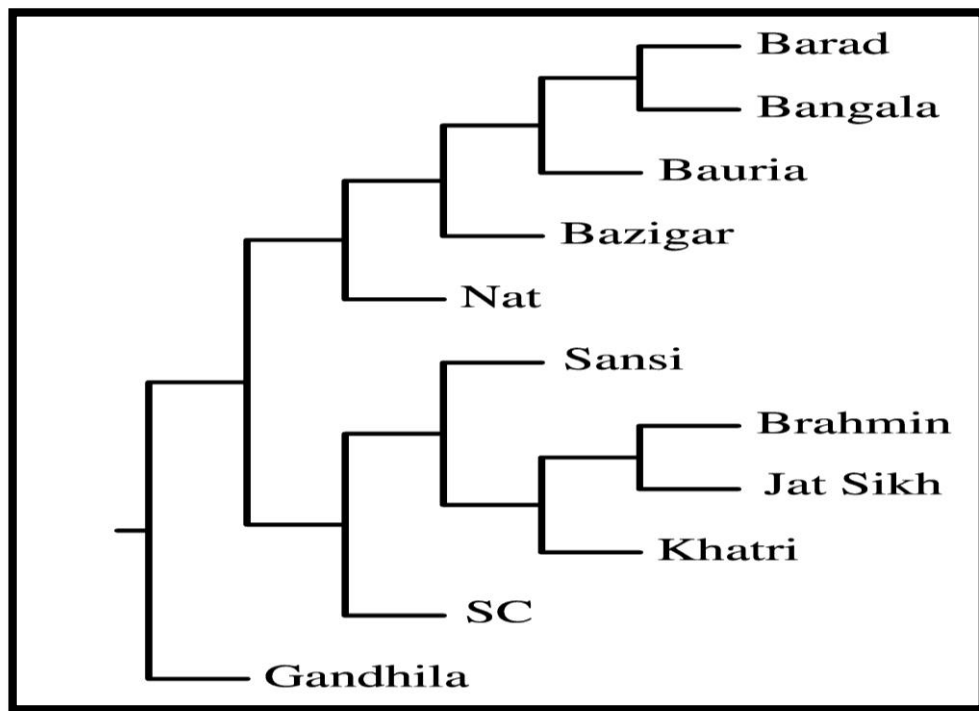 Barad
Bangala
Bauria
Bazigar
Nat
Sansi
Brahmin
Jat Sikh
Khatri
SC
Gandhila